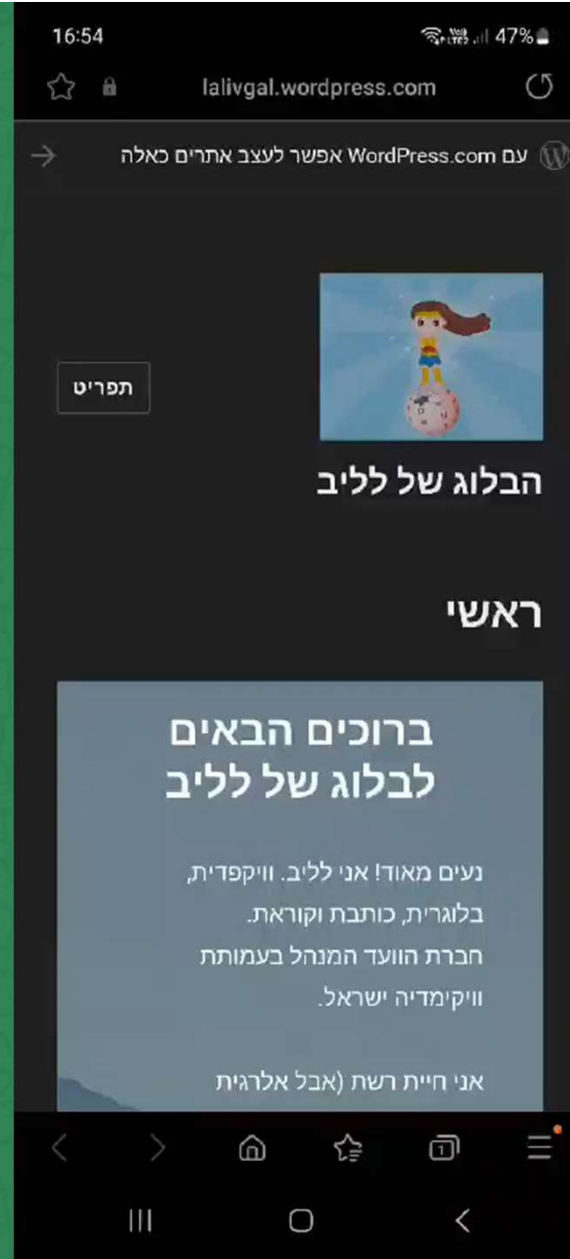 16:54
47%
lalivgal.wordpress.com
עם WordPress.com אפשר לעצב אתרים כאלה
תפריט
הבלוג של לליב
ראשי
ברוכים הבאים
לבלוג של לליב
נעים מאוד! אני לליב. וויקפדית,
בלוגרית, כותבת וקוראת.
חברת הוועד המנהל בעמותת
וויקימדיה ישראל.
אני חיית רשת (אבל אלרגית
1